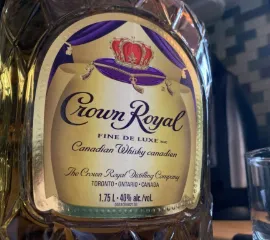 Crown Royal
FINE DE LUXE
Canadian Whisky canadien
The Crown Royal Distilling Company
TORONTO • ONTARIO • CANADA
1.75 L • 40% alc./vol.